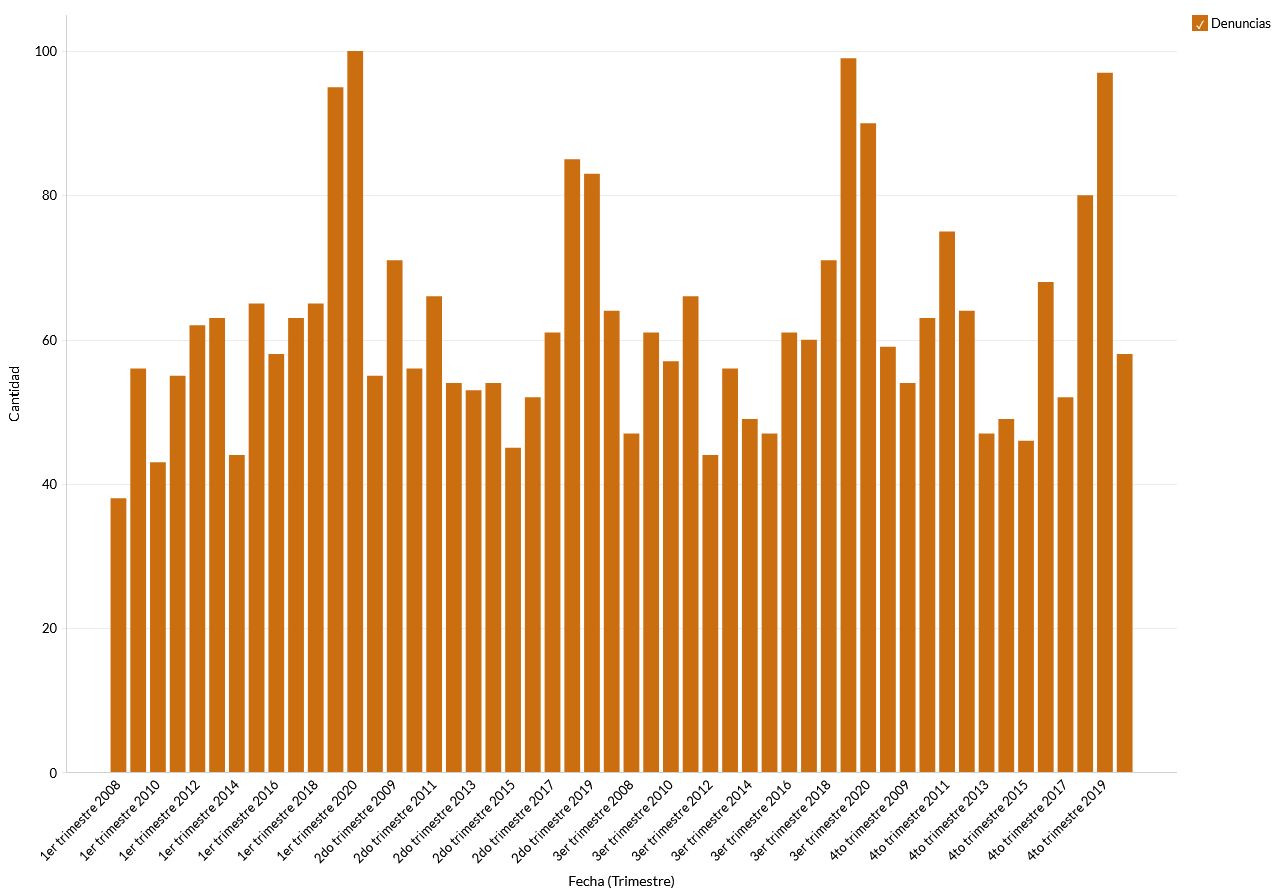 Denuncias
100
80
60
40
20
0
Cantidad
1er trimestre 2008
1er trimestre 2010
1er trimestre 2012
1er trimestre 2014
1er trimestre 2016
1er trimestre 2018
1er trimestre 2020
2do trimestre 2009
2do trimestre 2011
2do trimestre 2013
2do trimestre 2015
2do trimestre 2017
2do trimestre 2019
3er trimestre 2008
3er trimestre 2010
3er trimestre 2012
3er trimestre 2014
3er trimestre 2016
3er trimestre 2018
3er trimestre 2020
4to trimestre 2009
4to trimestre 2011
4to trimestre 2013
4to trimestre 2015
4to trimestre 2017
4to trimestre 2019
Fecha (Trimestre)